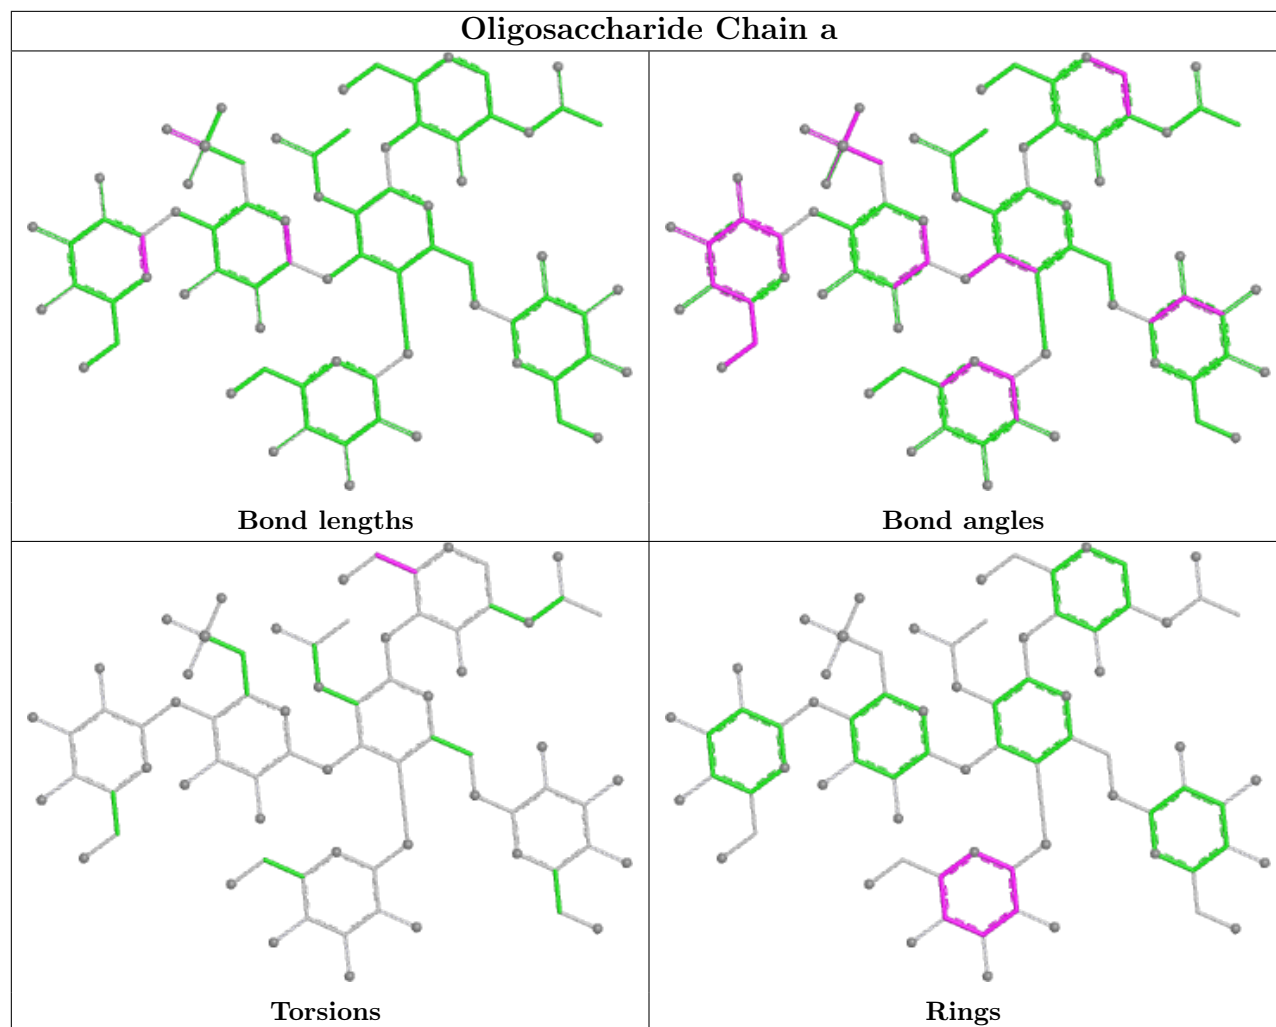 Oligosaccharide Chain a
Bond lengths
Bond angles
Torsions
Rings